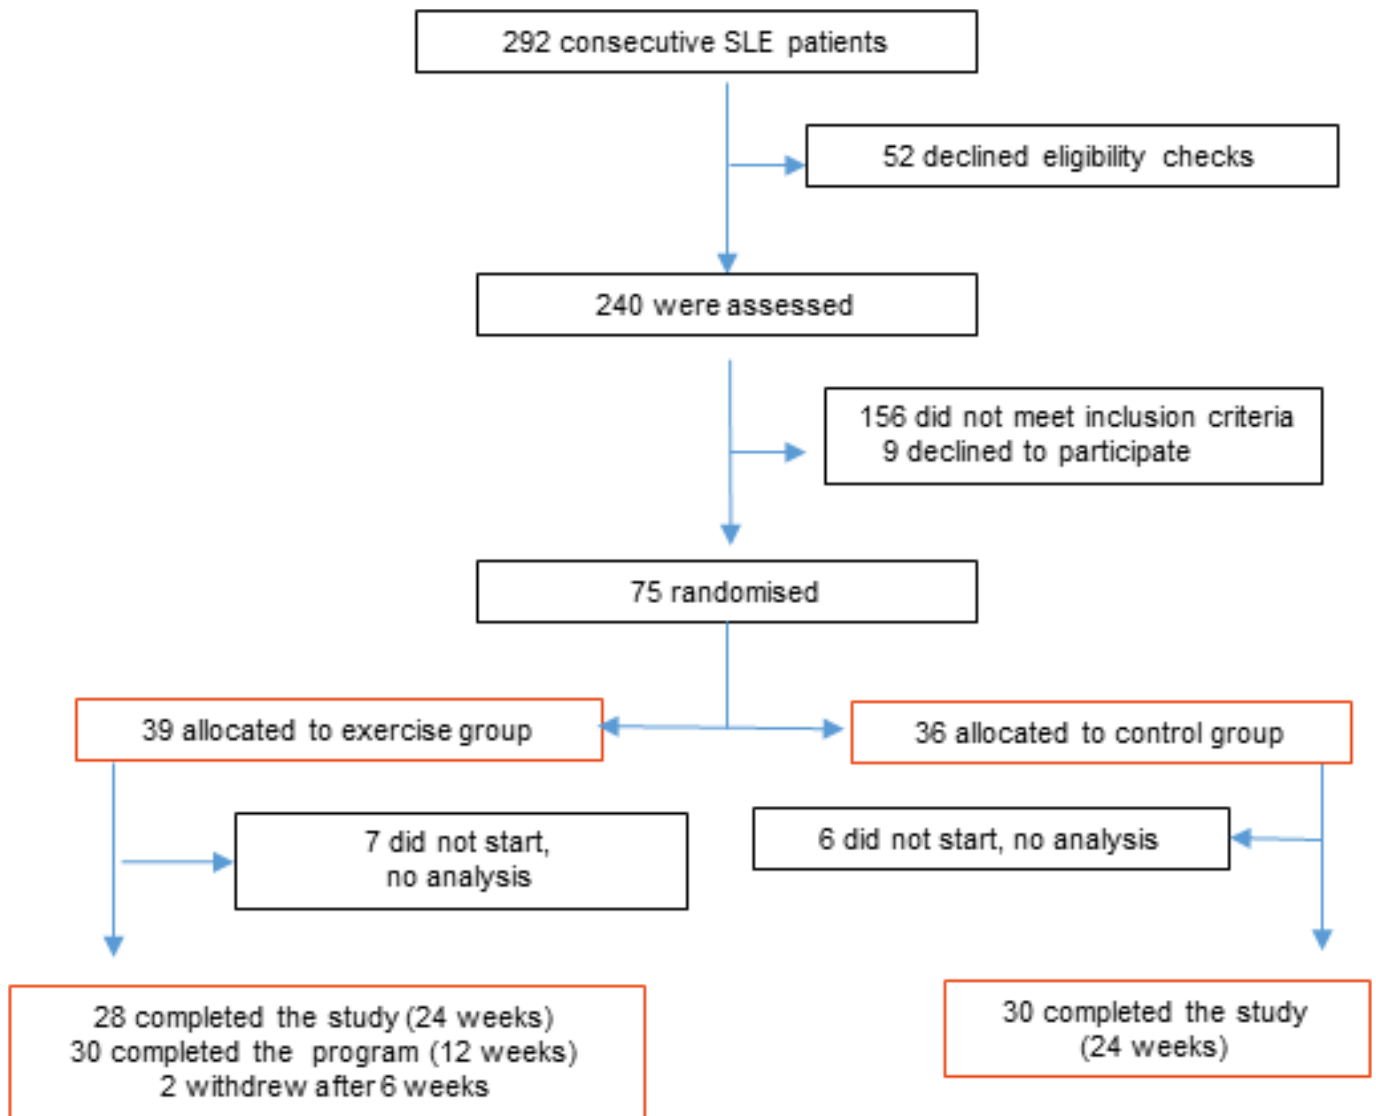 292 consecutive SLE patients
52 declined eligibility checks
240 were assessed
156 did not meet inclusion criteria
9 declined to participate
75 randomised
39 allocated to exercise group
36 allocated to control group
7 did not start,
no analysis
6 did not start, no analysis
28 completed the study (24 weeks)
30 completed the program (12 weeks)
2 withdrew after 6 weeks
30 completed the study
(24 weeks)